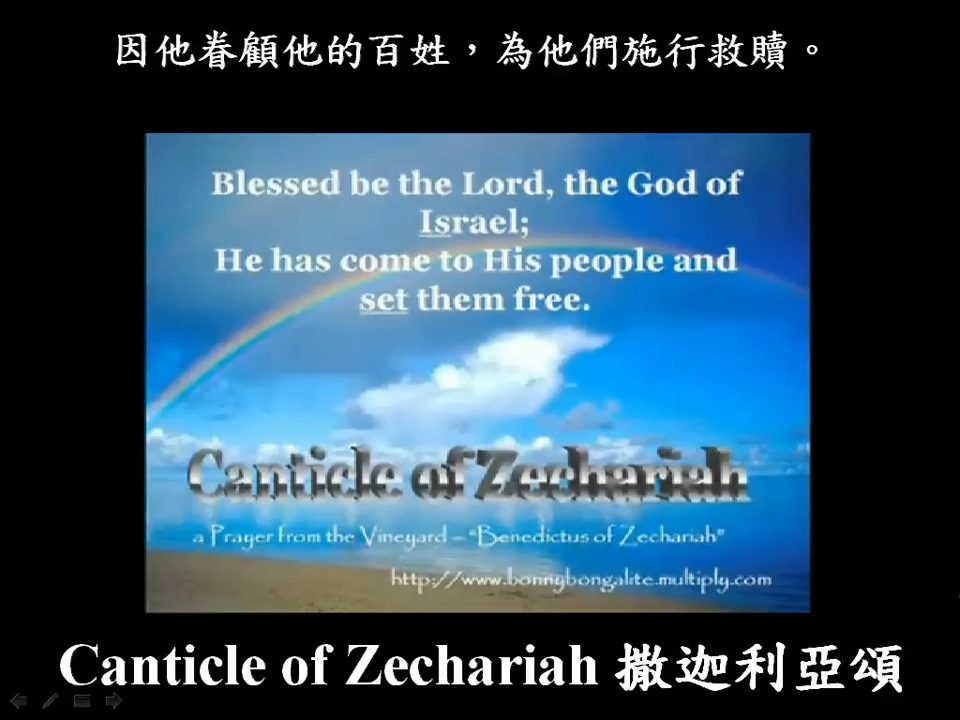 因他眷顧他的百姓，為他們施行救贖。
Blessed be the Lord, the God of
Israel;
He has come to His people and
set them free.
Canticle of Zechariah
a Prayer from the Vineyard – "Benedictus of Zechariah"
http://www.bonnybongalite.multiply.com
Canticle of Zechariah 撒迦利亞頌